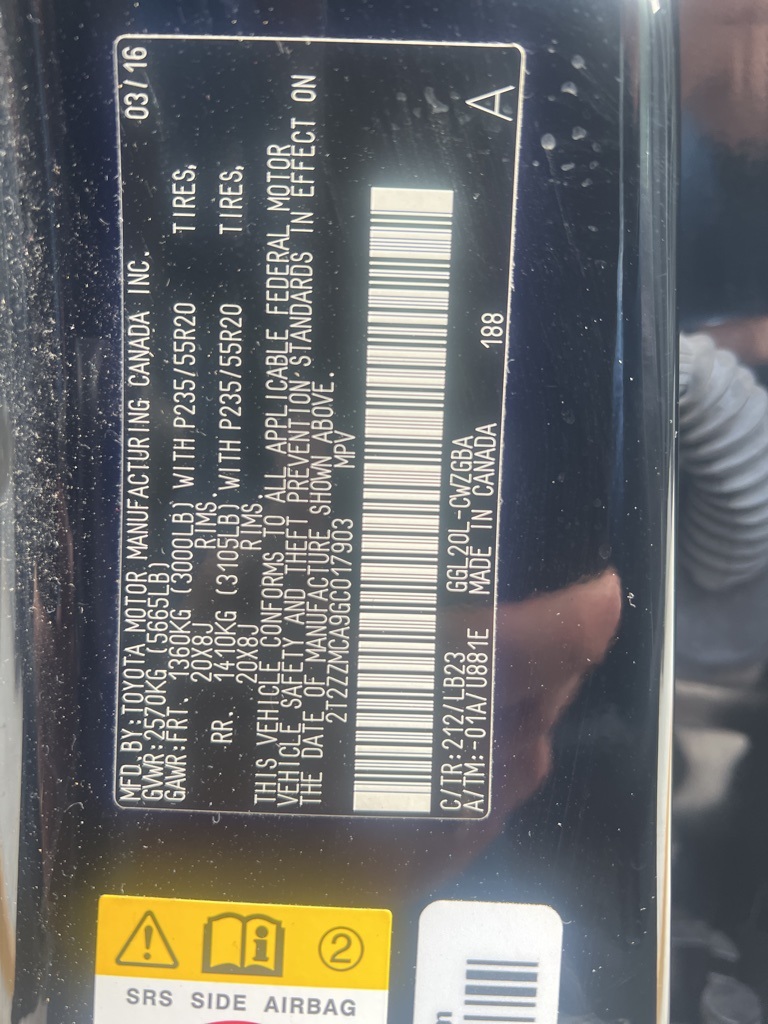 MFD. BY: TOYOTA MOTOR MANUFACTURING CANADA INC. 03/16
GVWR: 2570KG (5665LB)
GAWR: FRT. 1360KG (3000LB) WITH P235/55R20 TIRES,
20X8J RIMS.
RR. 1410KG (3105LB) WITH P235/55R20 TIRES,
20X8J RIMS.
THIS VEHICLE CONFORMS TO ALL APPLICABLE FEDERAL MOTOR
VEHICLE SAFETY AND THEFT PREVENTION STANDARDS IN EFFECT ON
THE DATE OF MANUFACTURE SHOWN ABOVE.
2T2ZZMCA9GC017903 MPV
C/TR: 212/LB23 GGL20L-CWZGBA
A/TM: -01A/U881E MADE IN CANADA 188 A
2
SRS SIDE AIRBAG